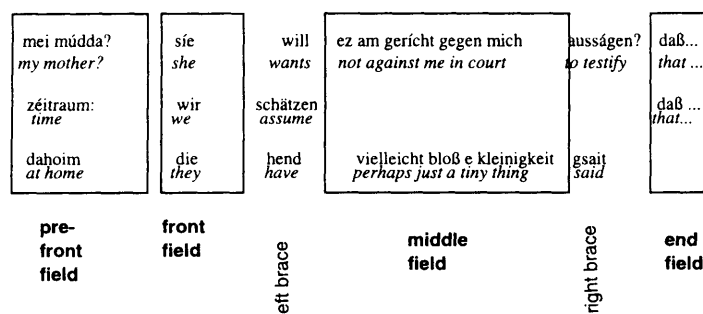 mei múdda? síe will ez am gerícht gegen michausságen? daß...
my mother? she wants not against me in court to testify that ...
zéitraum: wir schätzen daß ...
time we assume that...
dahoim die hend vielleicht bloß e kleinigkeit gsait
at home they have perhaps just a tiny thing said
pre-front field
front field
eft brace
middle field
right brace
end field